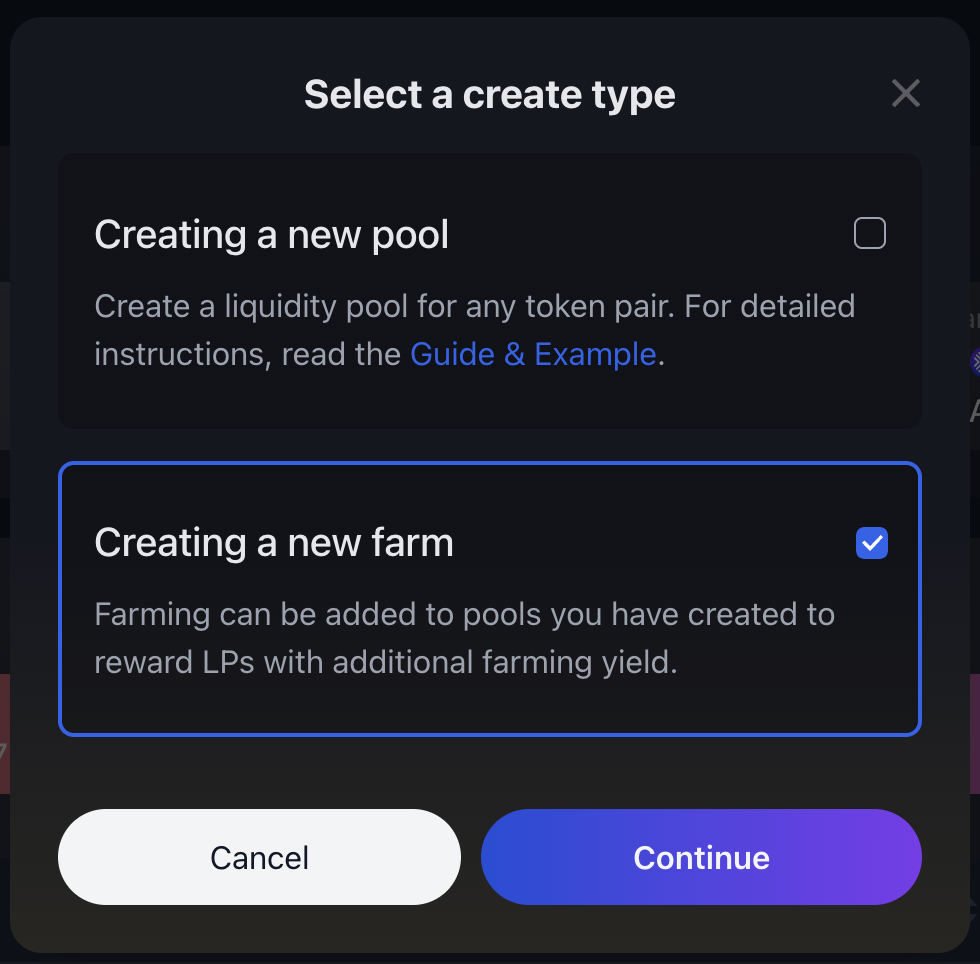 Select a create type
Creating a new pool
Create a liquidity pool for any token pair. For detailed
instructions, read the Guide & Example.
Creating a new farm
Farming can be added to pools you have created to
reward LPs with additional farming yield.
Cancel
Continue